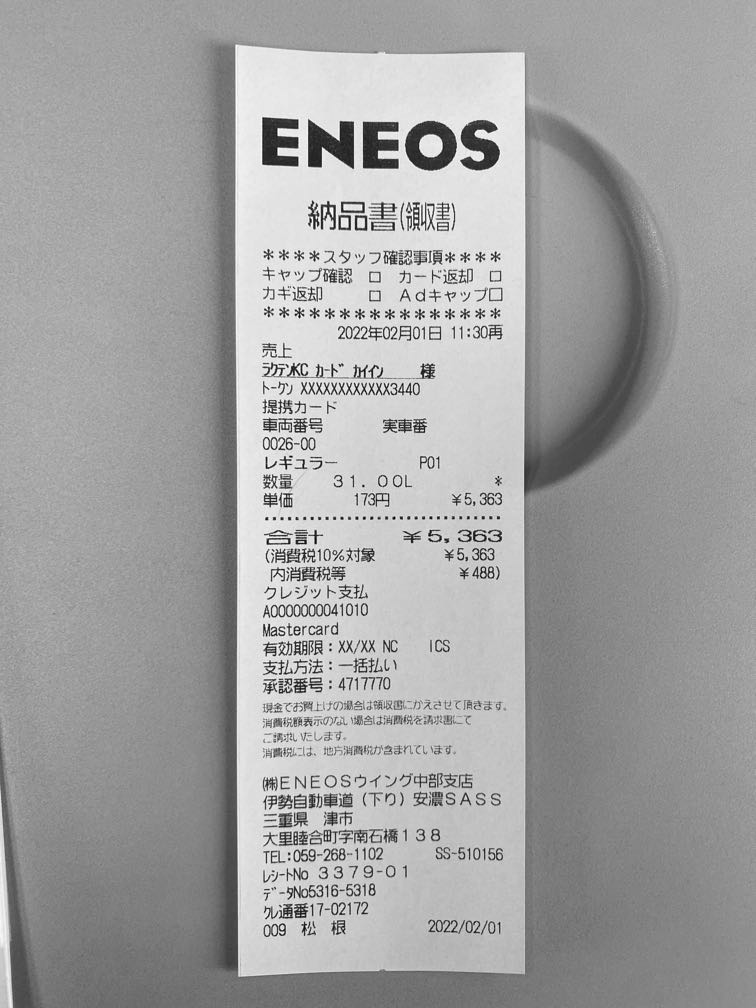 ENEOS
納品書(領収書)
****スタッフ確認事項****
キャップ確認 □ カード返却 □
カギ返却 □ Adキャップ□
****************
2022年02月01日 11:30再
売上
ラクテンKC カード カイイン 様
トークン XXXXXXXXXXXX3440
提携カード
車両番号 実車番
0026-00
レギュラー P01
数量 31.00L *
単価 173円 ¥5,363
合計 ¥5,363
(消費税10%対象 ¥5,363
内消費税等 ¥488)
クレジット支払
A0000000041010
Mastercard
有効期限:XX/XX NC ICS
支払方法:一括払い
承認番号:4717770
現金でお買上げの場合は領収書にかえさせて頂きます。
消費税額表示のない場合は消費税を請求書にて
ご請求いたします。
消費税には、地方消費税が含まれています。
㈱ENEOSウイング中部支店
伊勢自動車道(下り)安濃SASS
三重県 津市
大里睦合町字南石橋138
TEL:059-268-1102 SS-510156
レシートNo 3379-01
データNo5316-5318
クレ通番17-02172
009 松 根 2022/02/01